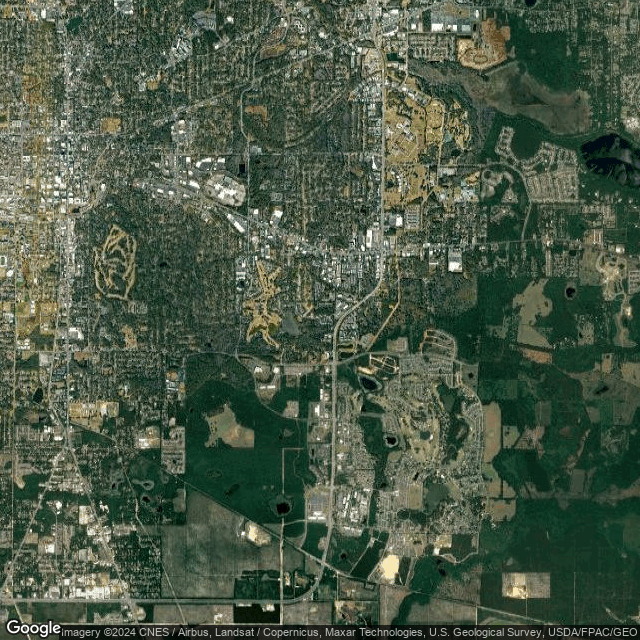 Google Imagery ©2024 CNES / Airbus, Landsat / Copernicus, Maxar Technologies, U.S. Geological Survey, USDA/FPAC/GEO